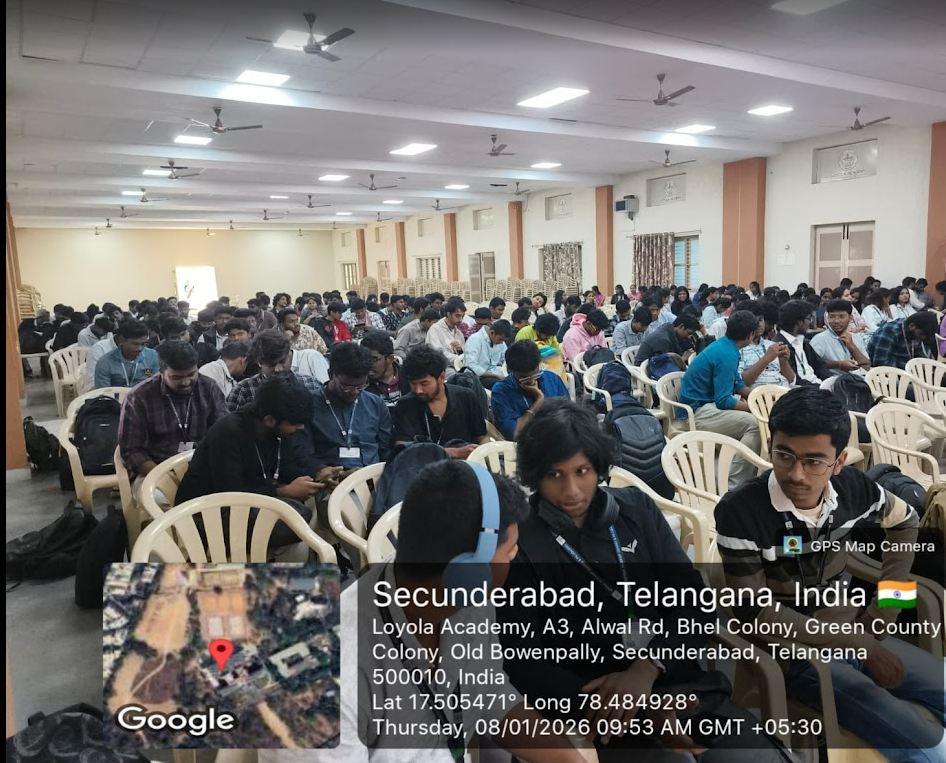 GPS Map Camera
Secunderabad, Telangana, India 🇮🇳
Loyola Academy, A3, Alwal Rd, Bhel Colony, Green County
Colony, Old Bowenpally, Secunderabad, Telangana
500010, India
Lat 17.505471° Long 78.484928°
Thursday, 08/01/2026 09:53 AM GMT +05:30
Google